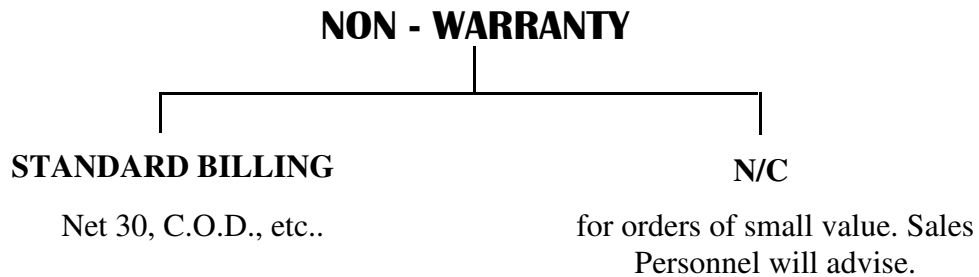 NON - WARRANTY
STANDARD BILLING
Net 30, C.O.D., etc..
N/C
for orders of small value. Sales
Personnel will advise.